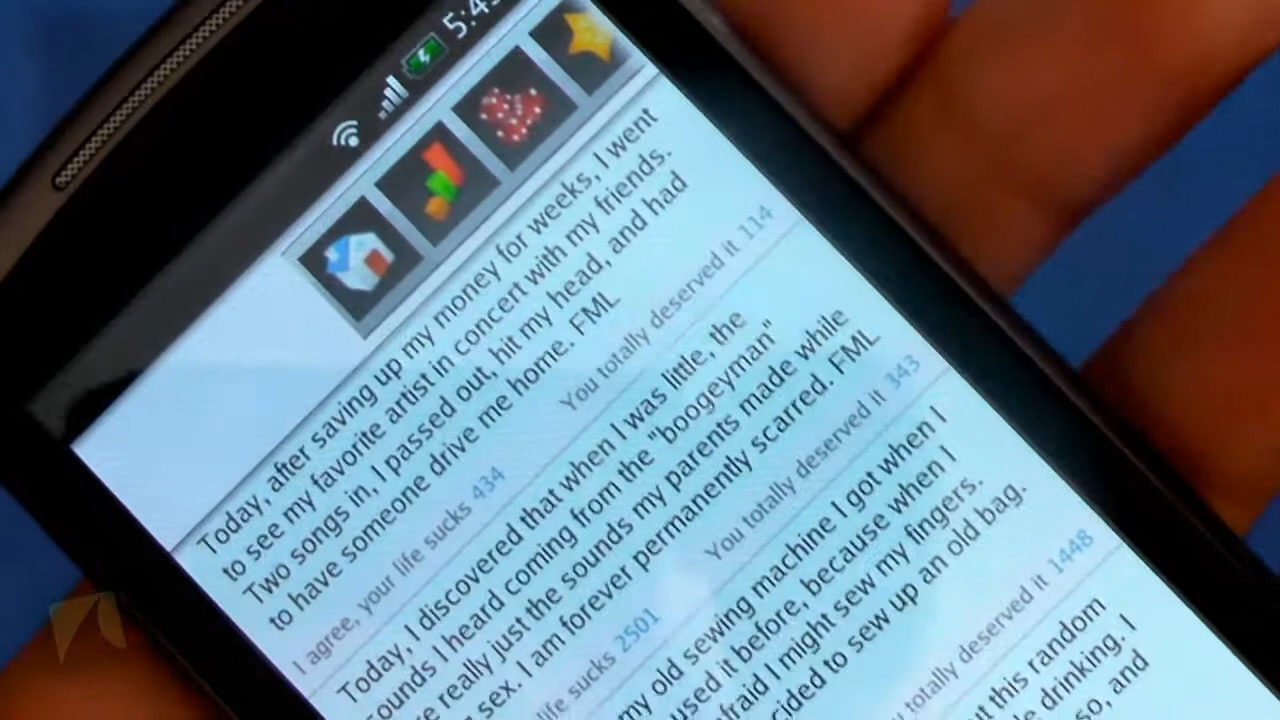 5:4
Today, after saving up my money for weeks, I went
to see my favorite artist in concert with my friends.
Two songs in, I passed out, hit my head, and had
to have someone drive me home. FML
I agree, your life sucks 434 You totally deserved it 114
Today, I discovered that when I was little, the
ounds I heard coming from the "boogeyman"
e really just the sounds my parents made while
sex. I am forever permanently scarred. FML
life sucks 2501 You totally deserved it 343
my old sewing machine I got when I
used it before, because when I
fraid I might sew my fingers.
cided to sew up an old bag.
totally deserved it 1448
t this random
e drinking. I
so, and